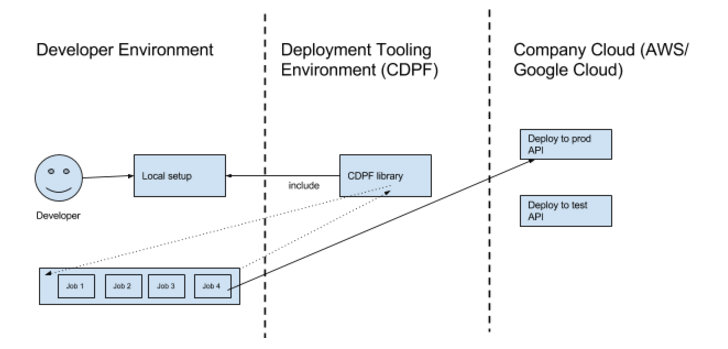 Developer Environment
Deployment Tooling
Environment (CDPF)
Company Cloud (AWS/
Google Cloud)
Deploy to prod
API
Local setup
include
CDPF library
Developer
Deploy to test
API
Job 1
Job 2
Job 3
Job 4